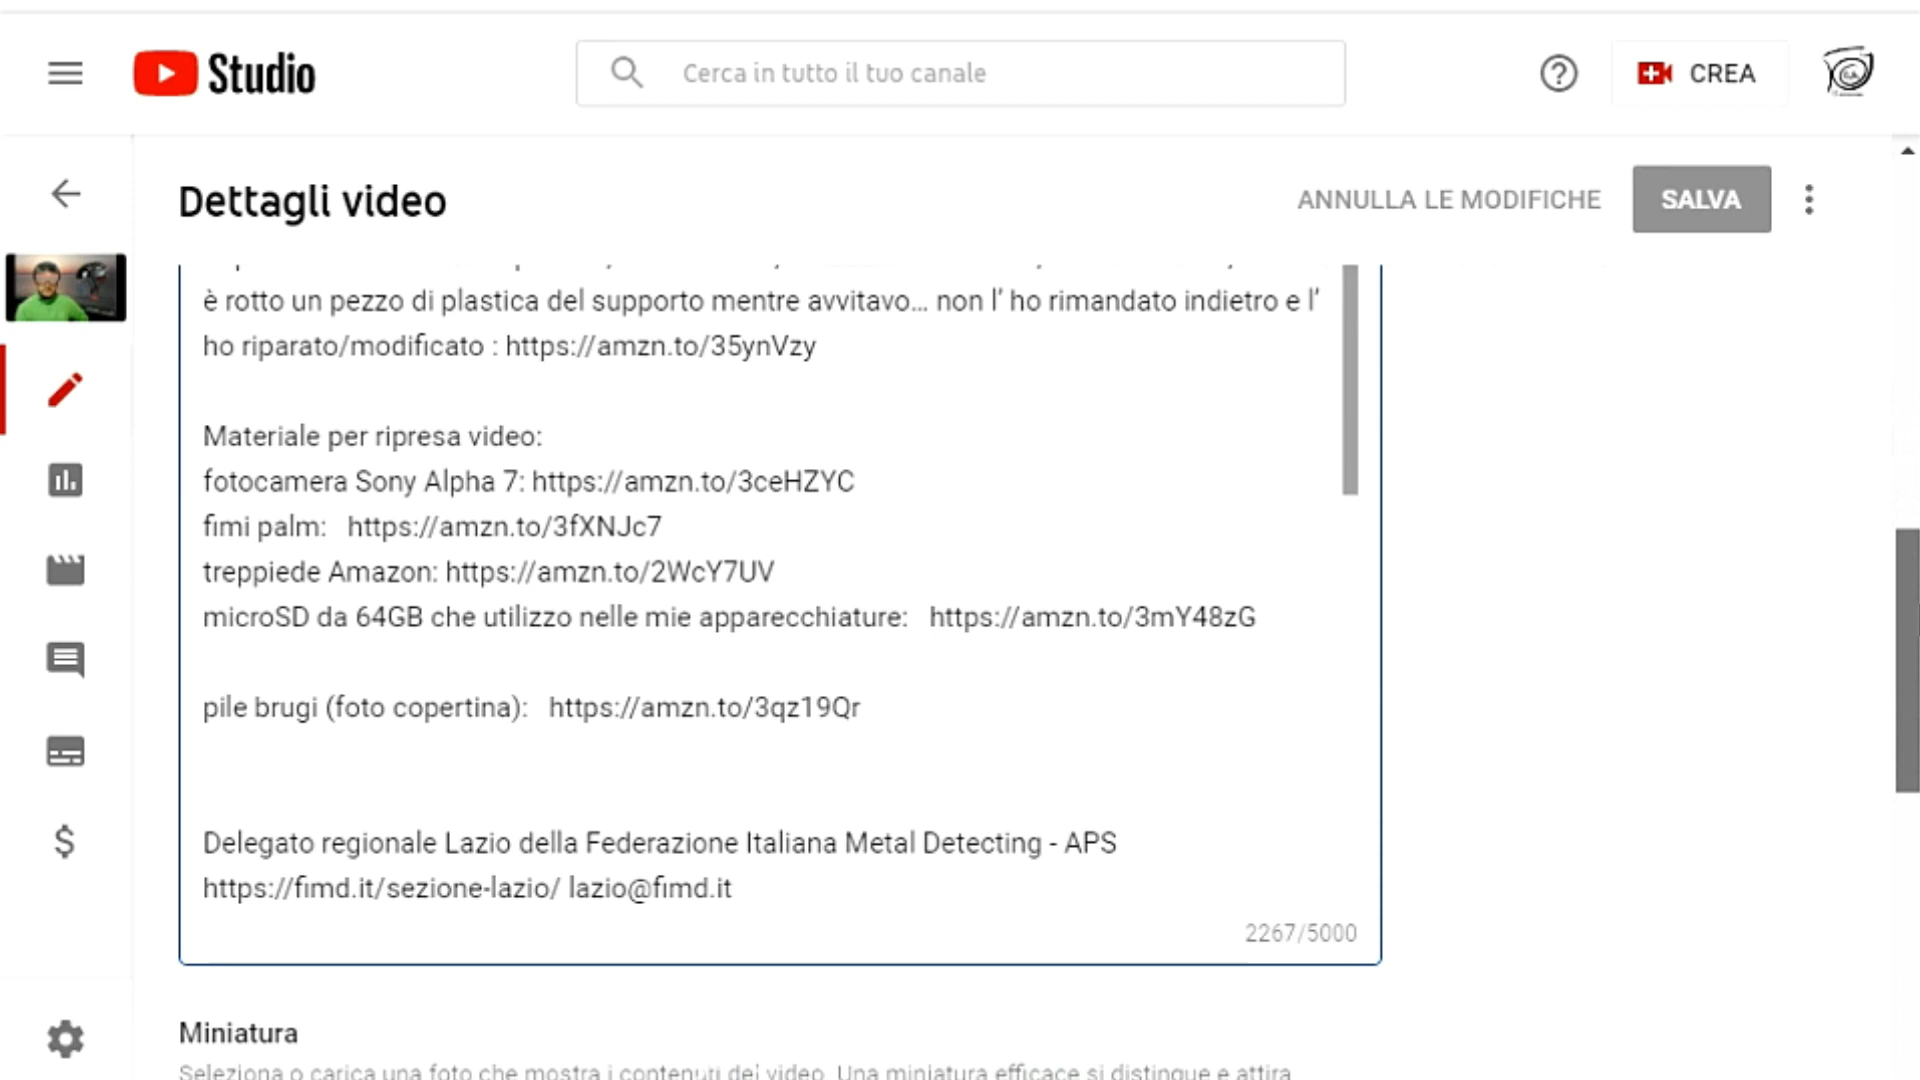 Studio
Cerca in tutto il tuo canale
CREA
Dettagli video
ANNULLA LE MODIFICHE
SALVA
è rotto un pezzo di plastica del supporto mentre avvitavo... non l' ho rimandato indietro e l'
ho riparato/modificato : https://amzn.to/35ynVzy
Materiale per ripresa video:
fotocamera Sony Alpha 7: https://amzn.to/3ceHZYC
fimi palm: https://amzn.to/3fXNJc7
treppiede Amazon: https://amzn.to/2WcY7UV
microSD da 64GB che utilizzo nelle mie apparecchiature: https://amzn.to/3mY48zG
pile brugi (foto copertina): https://amzn.to/3qz19Qr
Delegato regionale Lazio della Federazione Italiana Metal Detecting - APS
https://fimd.it/sezione-lazio/ lazio@fimd.it
2267/5000
Miniatura
Seleziona o carica una foto che mostra i contenuti del video. Una miniatura efficace si distingue e attira